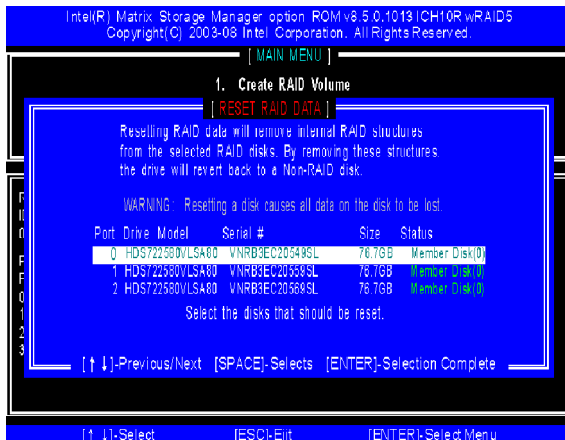 Intel(R) Matrix Storage Manager option ROM v8.5.0.1013 ICH10R wRAID5
Copyright(C) 2003-08 Intel Corporation. All Rights Reserved.
[ MAIN MENU ]
1. Create RAID Volume
[ RESET RAID DATA ]
Resetting RAID data will remove internal RAID structures
from the selected RAID disks. By removing these structures,
the drive will revert back to a Non-RAID disk.
WARNING: Resetting a disk causes all data on the disk to be lost.
Port Drive Model Serial # Size Status
0 HDS722580VLSA80 VNRB3EC20549SL 76.7GB Member Disk(0)
1 HDS722580VLSA80 VNRB3EC20559SL 76.7GB Member Disk(0)
2 HDS722580VLSA80 VNRB3EC20569SL 76.7GB Member Disk(0)
Select the disks that should be reset.
[↑ ↓]-Previous/Next [SPACE]-Selects [ENTER]-Selection Complete
[↑ ↓]-Select [ESC]-Exit [ENTER]-Select Menu